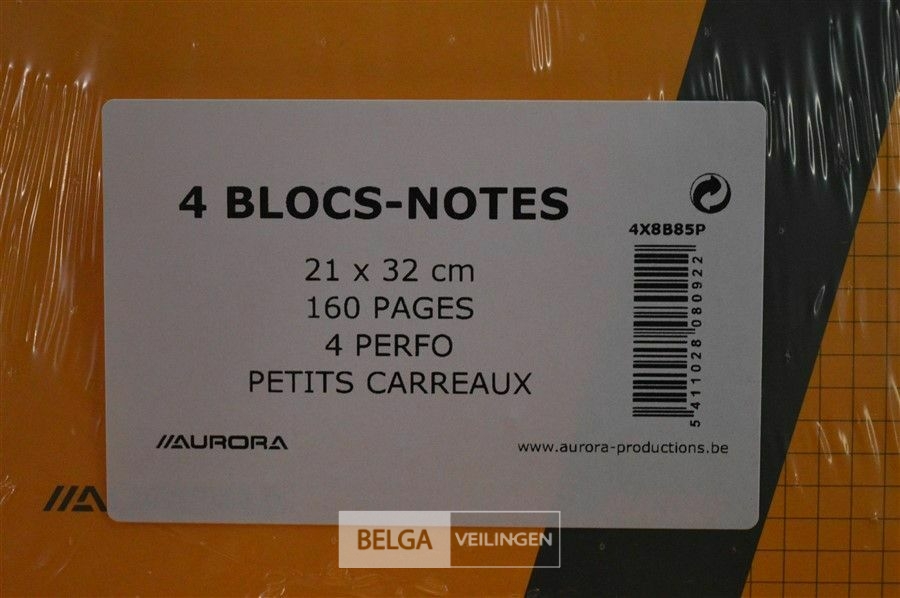 4 BLOCS-NOTES
4X8B85P
21 x 32 cm
160 PAGES
4 PERFO
PETITS CARREAUX
5 411028 080922
//AURORA
www.aurora-productions.be
//A
BELGA VEILINGEN